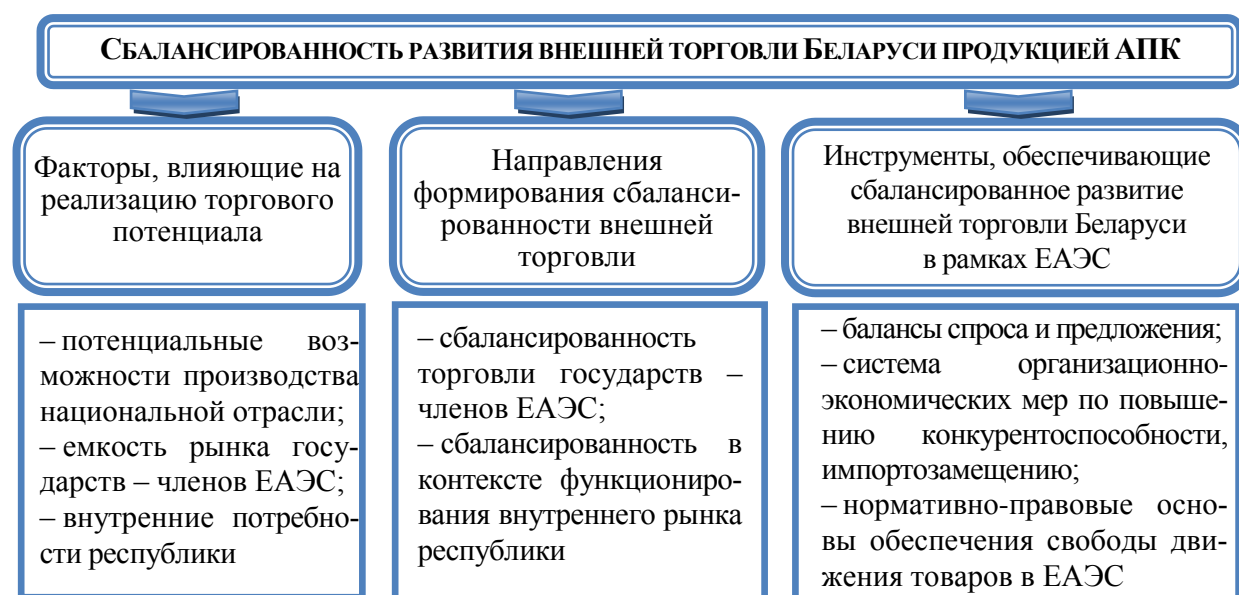 СБАЛАНСИРОВАННОСТЬ РАЗВИТИЯ ВНЕШНЕЙ ТОРГОВЛИ БЕЛАРУСИ ПРОДУКЦИЕЙ АПК
Факторы, влияющие на
реализацию торгового
потенциала
– потенциальные воз-
можности производства
национальной отрасли;
– емкость рынка госу-
дарств – членов ЕАЭС;
– внутренние потребно-
сти республики
Направления
формирования сбаланси-
рованности внешней
торговли
– сбалансированность
торговли государств –
членов ЕАЭС;
– сбалансированность в
контексте функциониро-
вания внутреннего рынка
республики
Инструменты, обеспечивающие
сбалансированное развитие
внешней торговли Беларуси
в рамках ЕАЭС
– балансы спроса и предложения;
– система организационно-
экономических мер по повыше-
нию конкурентоспособности,
импортозамещению;
– нормативно-правовые осно-
вы обеспечения свободы дви-
жения товаров в ЕАЭС